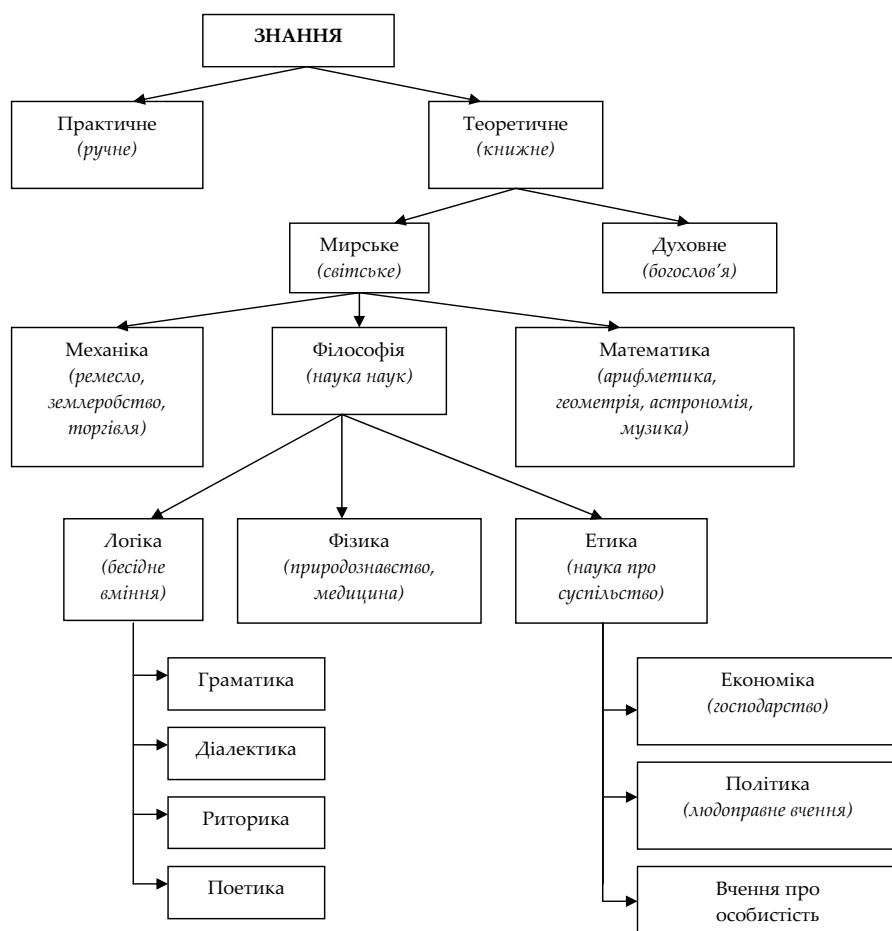 ЗНАННЯ
Практичне
(ручне)
Теоретичне
(книжне)
Мирське
(світське)
Духовне
(богослов’я)
Механіка
(ремесло,
землеробство,
торгівля)
Філософія
(наука наук)
Математика
(арифметика,
геометрія, астрономія,
музика)
Логіка
(бесідне
вміння)
Фізика
(природознавство,
медицина)
Етика
(наука про
суспільство)
Граматика
Діалектика
Риторика
Поетика
Економіка
(господарство)
Політика
(людоправне вчення)
Вчення про
особистість